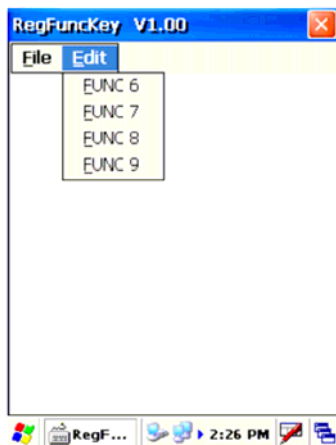 RegFuncKey V1.00
File Edit
FUNC 6
FUNC 7
FUNC 8
FUNC 9
RegF... 2:26 PM